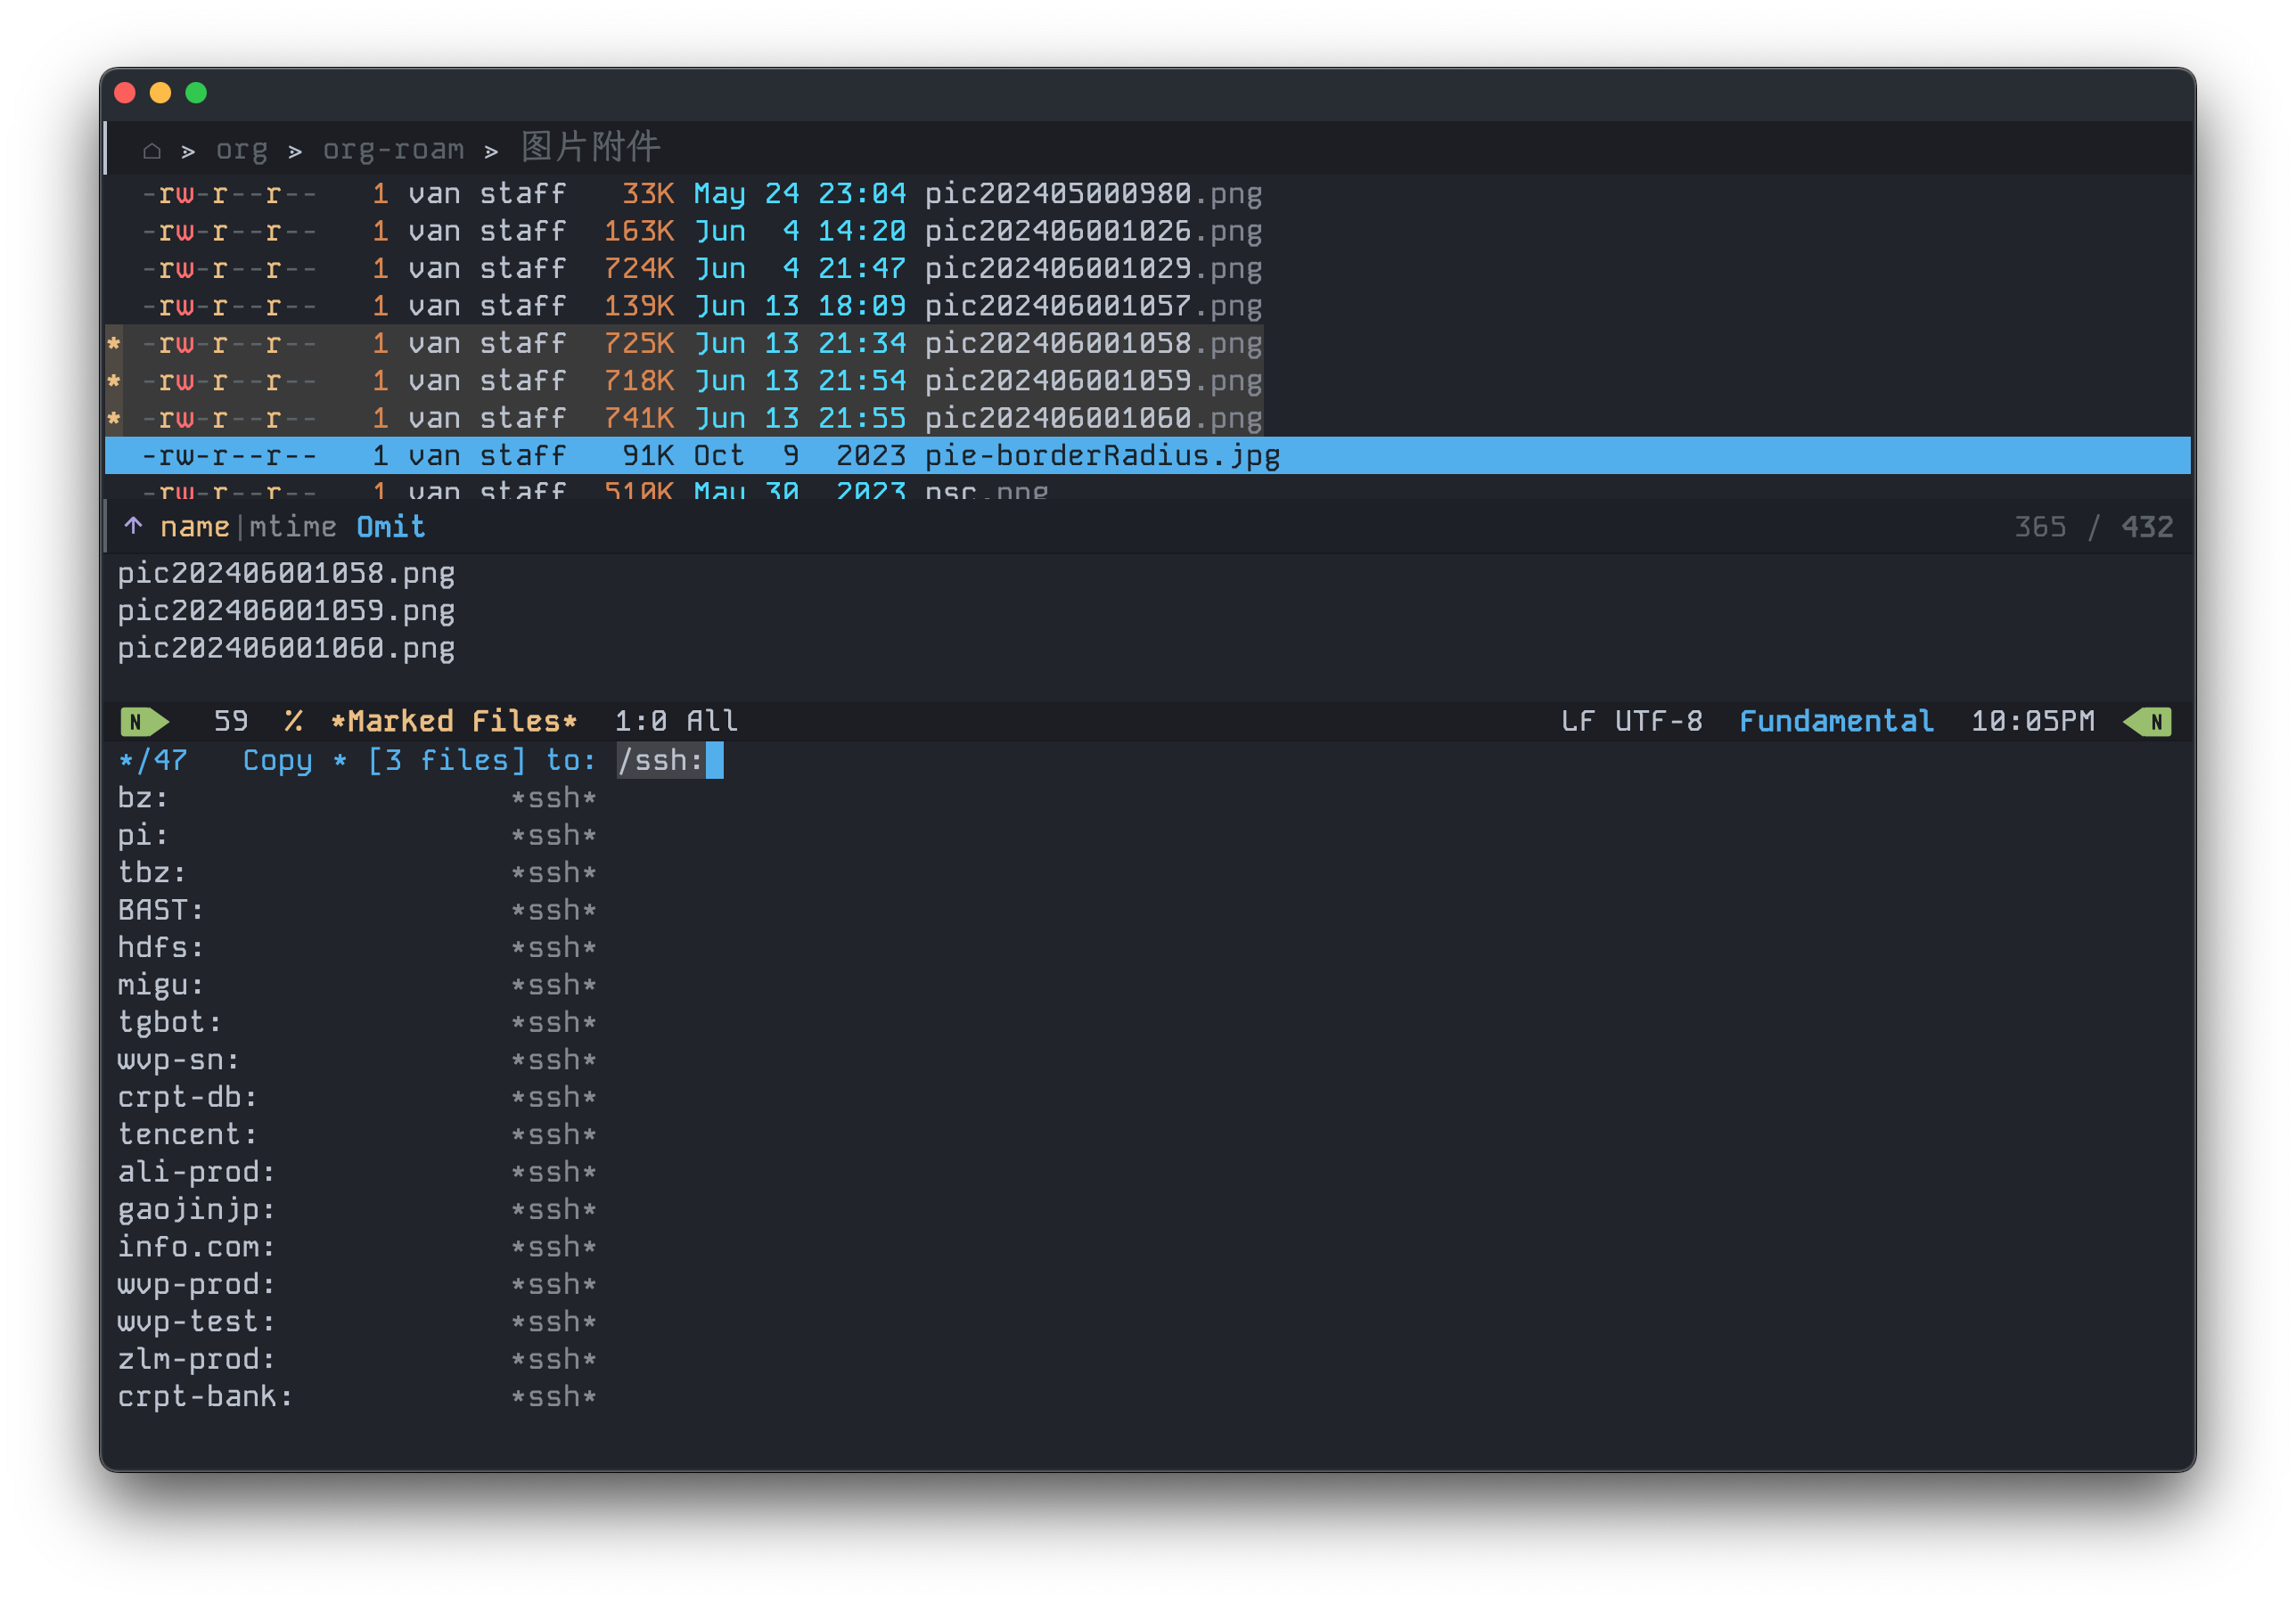 ⌂ > org > org-roam > 图片附件
-rw-r--r-- 1 van staff 33K May 24 23:04 pic202405000980.png
-rw-r--r-- 1 van staff 163K Jun 4 14:20 pic202406001026.png
-rw-r--r-- 1 van staff 724K Jun 4 21:47 pic202406001029.png
-rw-r--r-- 1 van staff 139K Jun 13 18:09 pic202406001057.png
* -rw-r--r-- 1 van staff 725K Jun 13 21:34 pic202406001058.png
* -rw-r--r-- 1 van staff 718K Jun 13 21:54 pic202406001059.png
* -rw-r--r-- 1 van staff 741K Jun 13 21:55 pic202406001060.png
-rw-r--r-- 1 van staff 91K Oct 9 2023 pie-borderRadius.jpg
-rw-r--r-- 1 van staff 510K May 30 2023 psc.png
↑ name|mtime Omit 365 / 432
pic202406001058.png
pic202406001059.png
pic202406001060.png
N 59 % *Marked Files* 1:0 All LF UTF-8 Fundamental 10:05PM N
*/47 Copy * [3 files] to: /ssh:
bz: *ssh*
pi: *ssh*
tbz: *ssh*
BAST: *ssh*
hdfs: *ssh*
migu: *ssh*
tgbot: *ssh*
wvp-sn: *ssh*
crpt-db: *ssh*
tencent: *ssh*
ali-prod: *ssh*
gaojinjp: *ssh*
info.com: *ssh*
wvp-prod: *ssh*
wvp-test: *ssh*
zlm-prod: *ssh*
crpt-bank: *ssh*